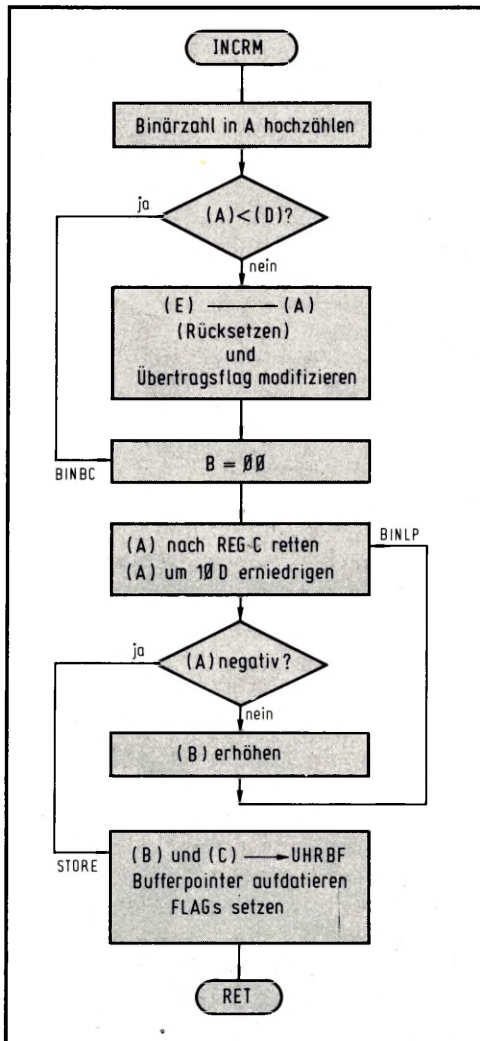 INCRM
Binärzahl in A hochzählen
(A)<(D)?
ja
nein
(E) (A)
(Rücksetzen)
und
Übertragsflag modifizieren
B = ØØ
BINBC
(A) nach REG C retten
(A) um 1Ø D erniedrigen
BINLP
(A) negativ?
ja
nein
(B) erhöhen
(B) und (C) → UHRBF
Bufferpointer aufdatieren
FLAGs setzen
STORE
RET